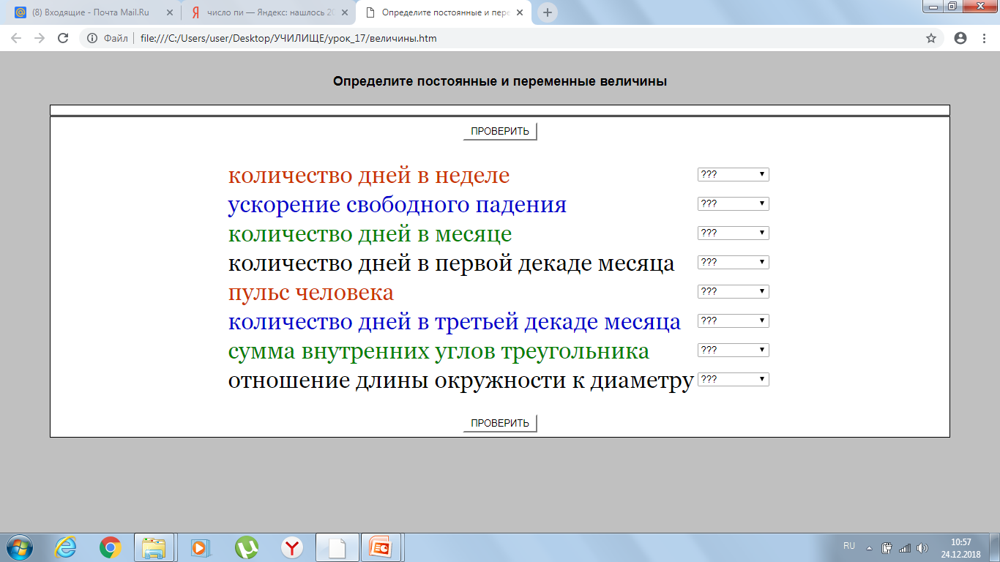 (8) Входящие - Почта Mail.Ru
число пи — Яндекс: нашлось 20
Определите постоянные и пере
Файл
file:///C:/Users/user/Desktop/УЧИЛИЩЕ/урок_17/величины.htm
Определите постоянные и переменные величины
ПРОВЕРИТЬ
количество дней в неделе ???
ускорение свободного падения ???
количество дней в месяце ???
количество дней в первой декаде месяца ???
пульс человека ???
количество дней в третьей декаде месяца ???
сумма внутренних углов треугольника ???
отношение длины окружности к диаметру ???
ПРОВЕРИТЬ
RU
10:57
24.12.2018